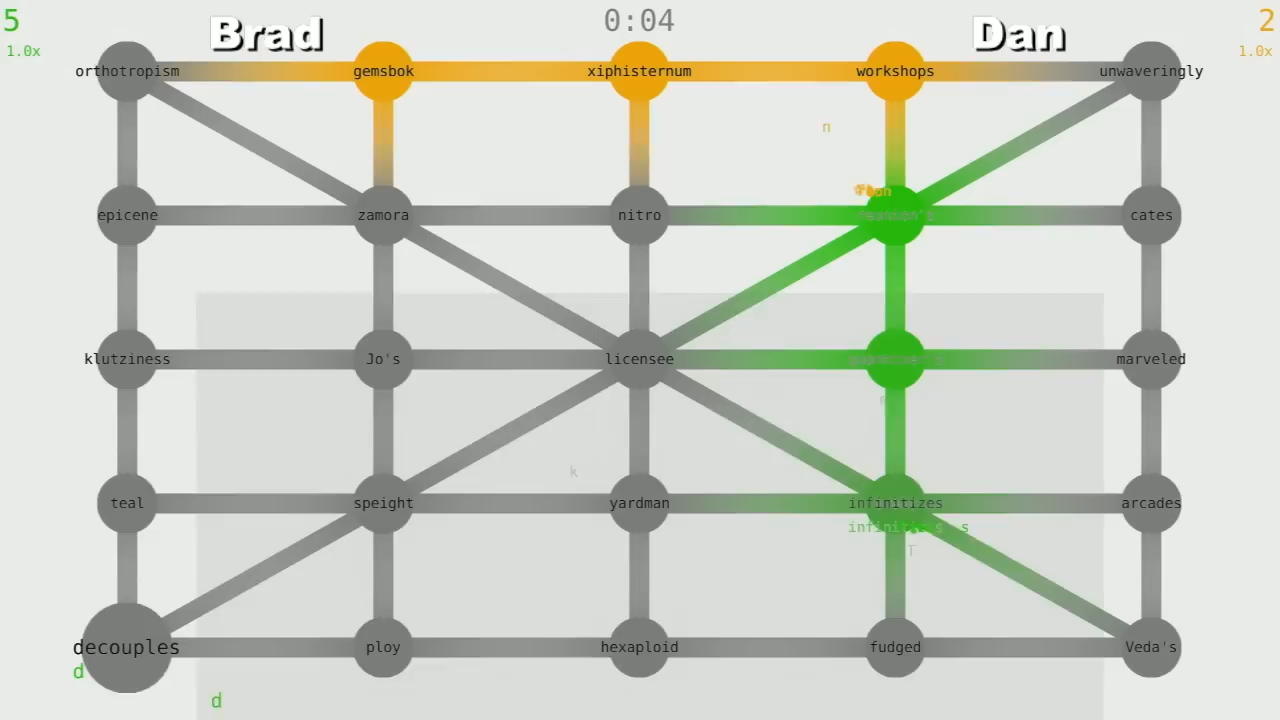 5 Brad 0:04 Dan 2
1.0x 1.0x
orthotropism gemsbok xiphisternum workshops unwaveringly
n
epicene zamora nitro cates
klutziness Jo's licensee marveled
k
teal speight yardman infinitizes arcades
T
decouples ploy hexaploid fudged Veda's
d
d